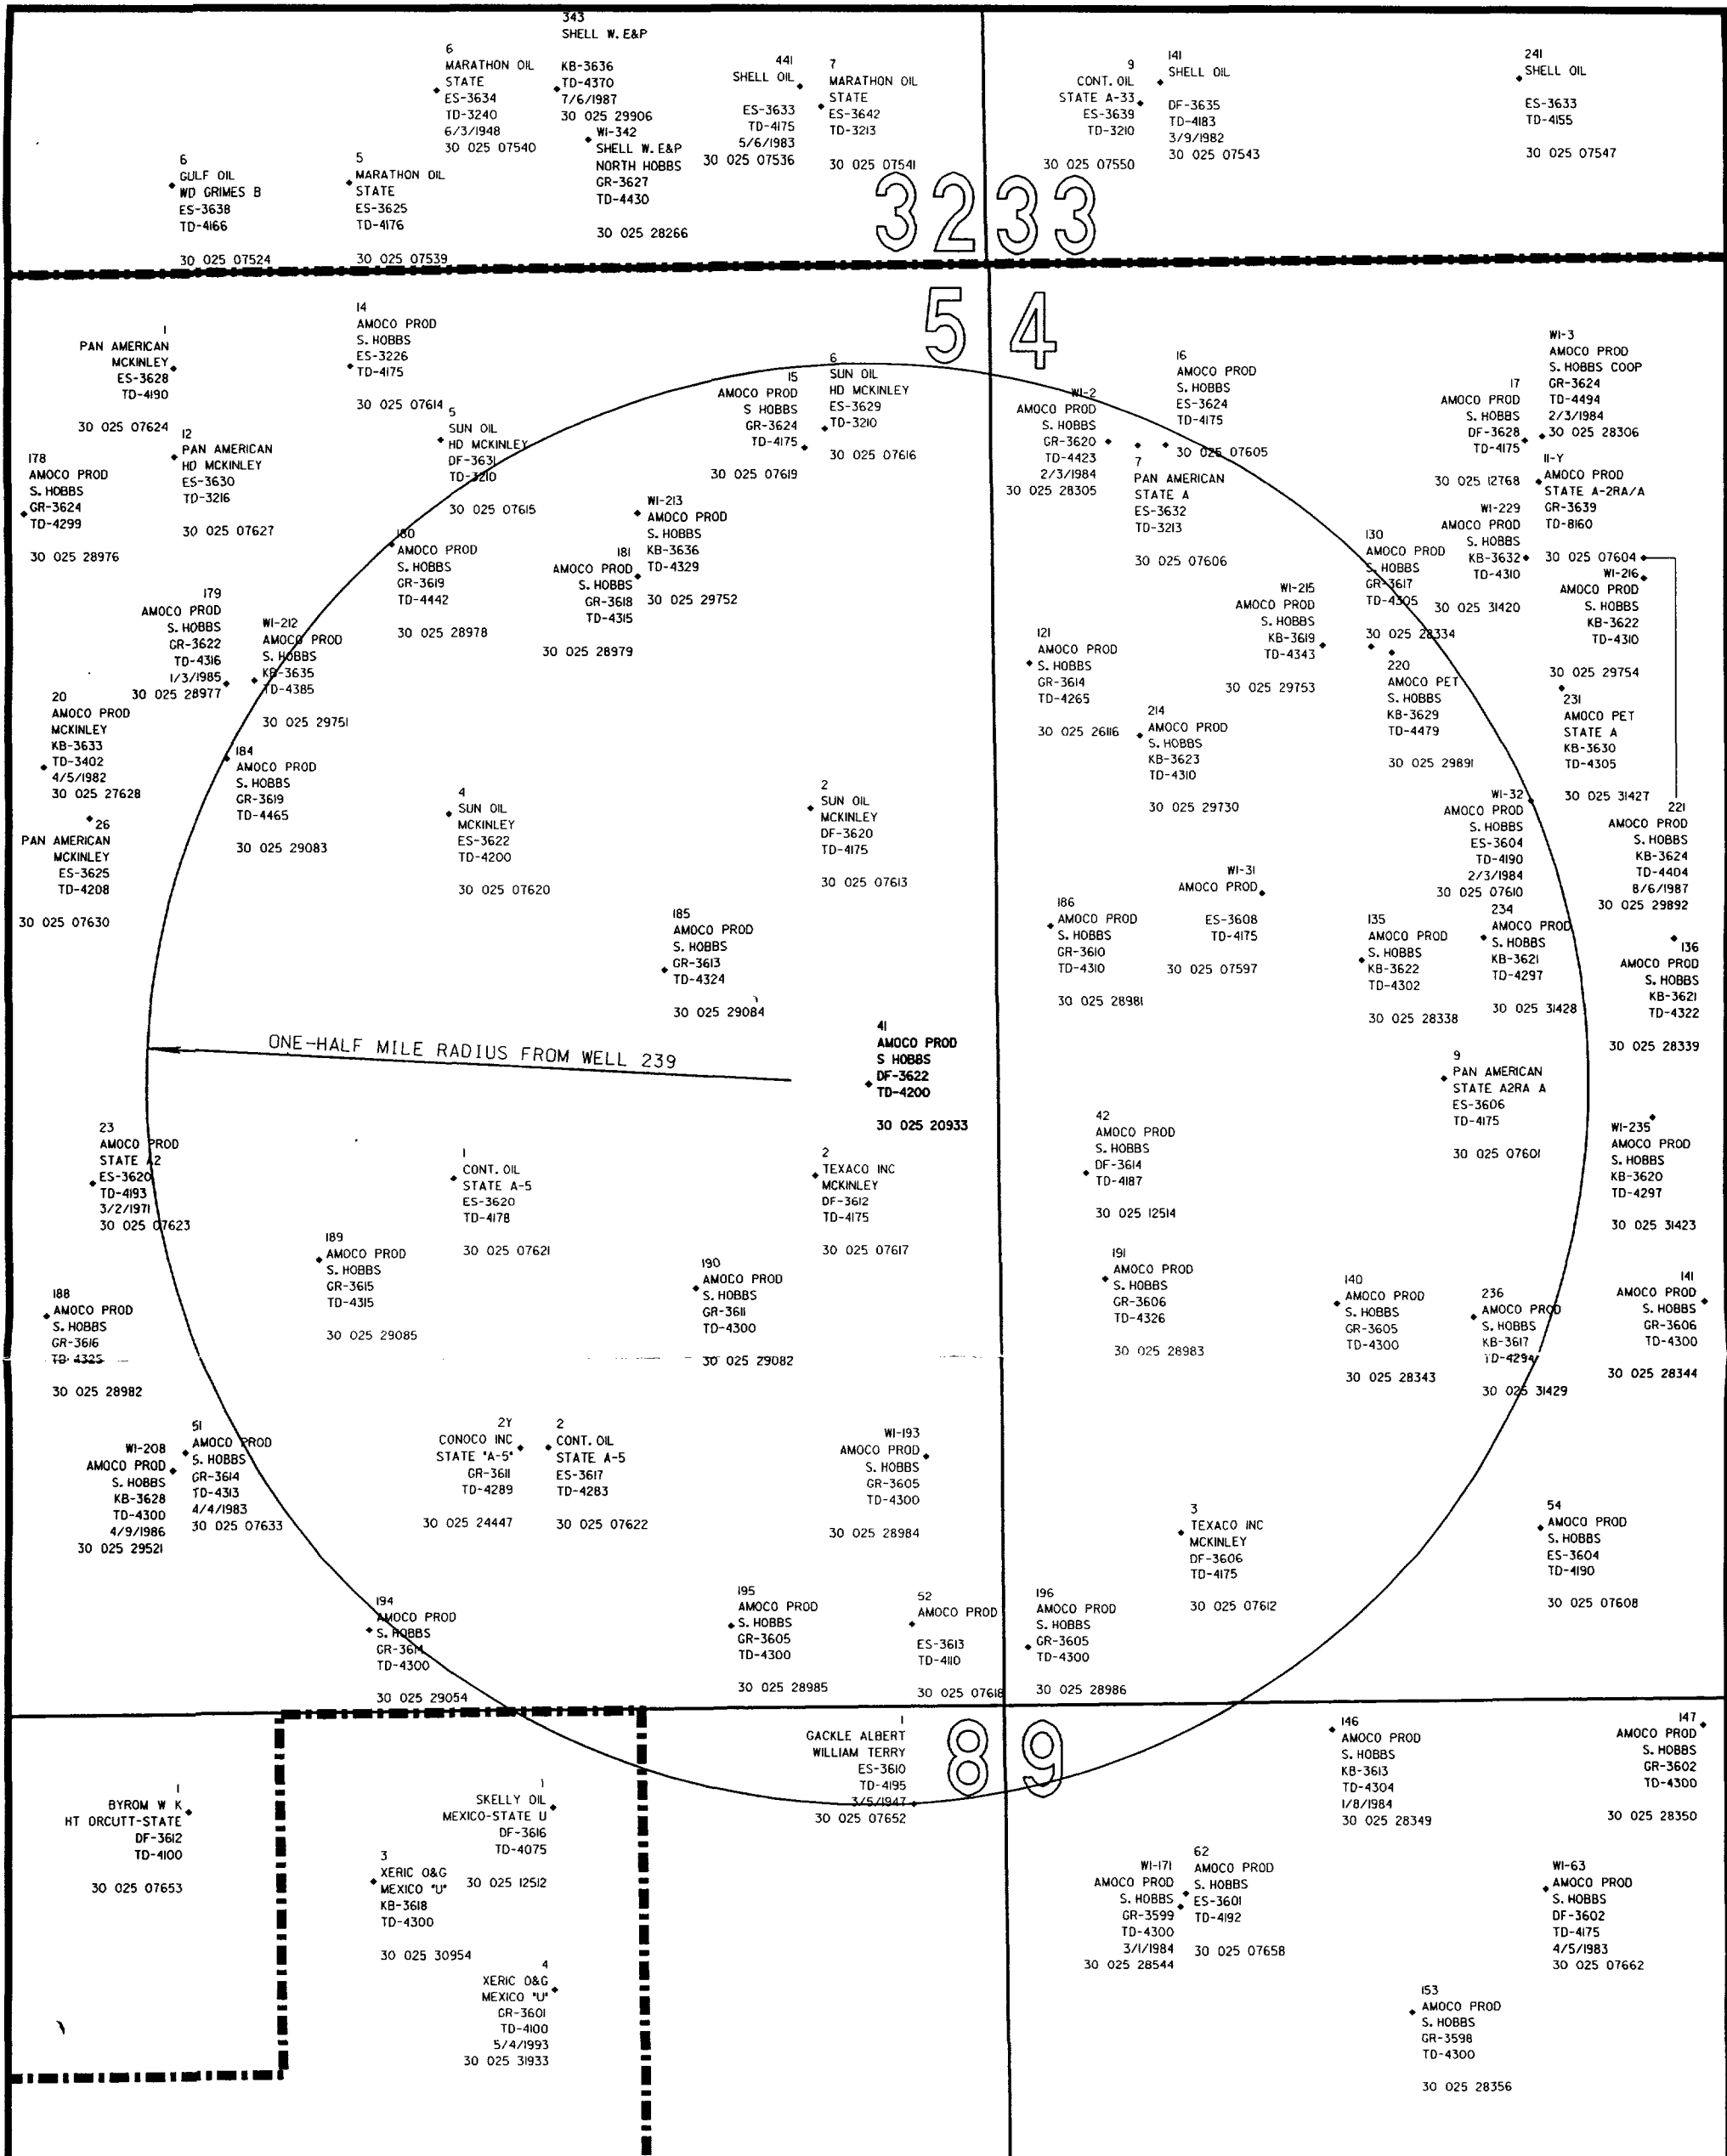 343
SHELL W. E&P
KB-3636
TD-4370
7/6/1987
30 025 29906
6
MARATHON OIL
STATE
ES-3634
TD-3240
6/3/1948
30 025 07540
WI-342
SHELL W. E&P
NORTH HOBBS
GR-3627
TD-4430
30 025 28266
441
SHELL OIL
ES-3633
TD-4175
5/6/1983
30 025 07536
7
MARATHON OIL
STATE
ES-3642
TD-3213
30 025 07541
9
CONT. OIL
STATE A-33
ES-3639
TD-3210
30 025 07550
141
SHELL OIL
DF-3635
TD-4183
3/9/1982
30 025 07543
241
SHELL OIL
ES-3633
TD-4155
30 025 07547
6
GULF OIL
WD GRIMES B
ES-3638
TD-4166
30 025 07524
5
MARATHON OIL
STATE
ES-3625
TD-4176
30 025 07539
32 33
5 4
1
PAN AMERICAN
MCKINLEY
ES-3628
TD-4190
30 025 07624
14
AMOCO PROD
S. HOBBS
ES-3226
TD-4175
30 025 07614
12
PAN AMERICAN
HD MCKINLEY
ES-3630
TD-3216
30 025 07627
178
AMOCO PROD
S. HOBBS
GR-3624
TD-4299
30 025 28976
5
SUN OIL
HD MCKINLEY
DF-3631
TD-3210
30 025 07615
15
AMOCO PROD
S HOBBS
GR-3624
TD-4175
30 025 07619
6
SUN OIL
HD MCKINLEY
ES-3629
TD-3210
30 025 07616
WI-2
AMOCO PROD
S. HOBBS
GR-3620
TD-4423
2/3/1984
30 025 28305
16
AMOCO PROD
S. HOBBS
ES-3624
TD-4175
30 025 07605
7
PAN AMERICAN
STATE A
ES-3632
TD-3213
30 025 07606
17
AMOCO PROD
S. HOBBS
DF-3628
TD-4175
30 025 12768
WI-3
AMOCO PROD
S. HOBBS COOP
GR-3624
TD-4494
2/3/1984
30 025 28306
11-Y
AMOCO PROD
STATE A-2RA/A
GR-3639
TD-8160
30 025 07604
WI-229
AMOCO PROD
S. HOBBS
KB-3632
TD-4310
30 025 31420
WI-216
AMOCO PROD
S. HOBBS
KB-3622
TD-4310
30 025 29754
180
AMOCO PROD
S. HOBBS
GR-3619
TD-4442
30 025 28978
WI-213
AMOCO PROD
S. HOBBS
KB-3636
TD-4329
30 025 29752
181
AMOCO PROD
S. HOBBS
GR-3618
TD-4315
30 025 28979
130
AMOCO PROD
S. HOBBS
GR-3617
TD-4305
30 025 28334
179
AMOCO PROD
S. HOBBS
GR-3622
TD-4316
1/3/1985
30 025 28977
WI-212
AMOCO PROD
S. HOBBS
KB-3635
TD-4385
30 025 29751
WI-215
AMOCO PROD
S. HOBBS
KB-3619
TD-4343
30 025 29753
121
AMOCO PROD
S. HOBBS
GR-3614
TD-4265
30 025 26116
220
AMOCO PET
S. HOBBS
KB-3629
TD-4479
30 025 29891
231
AMOCO PET
STATE A
KB-3630
TD-4305
30 025 31427
20
AMOCO PROD
MCKINLEY
KB-3633
TD-3402
4/5/1982
30 025 27628
214
AMOCO PROD
S. HOBBS
KB-3623
TD-4310
30 025 29730
184
AMOCO PROD
S. HOBBS
GR-3619
TD-4465
30 025 29083
4
SUN OIL
MCKINLEY
ES-3622
TD-4200
30 025 07620
2
SUN OIL
MCKINLEY
DF-3620
TD-4175
30 025 07613
WI-32
AMOCO PROD
S. HOBBS
ES-3604
TD-4190
2/3/1984
30 025 07610
221
AMOCO PROD
S. HOBBS
KB-3624
TD-4404
8/6/1987
30 025 29892
26
PAN AMERICAN
MCKINLEY
ES-3625
TD-4208
30 025 07630
WI-31
AMOCO PROD
ES-3608
TD-4175
30 025 07597
186
AMOCO PROD
S. HOBBS
GR-3610
TD-4310
30 025 28981
185
AMOCO PROD
S. HOBBS
GR-3613
TD-4324
30 025 29084
135
AMOCO PROD
S. HOBBS
KB-3622
TD-4302
30 025 28338
234
AMOCO PROD
S. HOBBS
KB-3621
TD-4297
30 025 31428
136
AMOCO PROD
S. HOBBS
KB-3621
TD-4322
30 025 28339
ONE-HALF MILE RADIUS FROM WELL 239
41
AMOCO PROD
S HOBBS
DF-3622
TD-4200
30 025 20933
9
PAN AMERICAN
STATE A2RA A
ES-3606
TD-4175
30 025 07601
23
AMOCO PROD
STATE A2
ES-3620
TD-4193
3/2/1971
30 025 07623
1
CONT. OIL
STATE A-5
ES-3620
TD-4178
30 025 07621
2
TEXACO INC
MCKINLEY
DF-3612
TD-4175
30 025 07617
42
AMOCO PROD
S. HOBBS
DF-3614
TD-4187
30 025 12514
WI-235
AMOCO PROD
S. HOBBS
KB-3620
TD-4297
30 025 31423
189
AMOCO PROD
S. HOBBS
GR-3615
TD-4315
30 025 29085
190
AMOCO PROD
S. HOBBS
GR-3611
TD-4300
30 025 29082
191
AMOCO PROD
S. HOBBS
GR-3606
TD-4326
30 025 28983
188
AMOCO PROD
S. HOBBS
GR-3616
TD-4325
30 025 28982
140
AMOCO PROD
S. HOBBS
GR-3605
TD-4300
30 025 28343
236
AMOCO PROD
S. HOBBS
KB-3617
TD-4294
30 025 31429
141
AMOCO PROD
S. HOBBS
GR-3606
TD-4300
30 025 28344
WI-208
AMOCO PROD
S. HOBBS
KB-3628
TD-4300
4/9/1986
30 025 29521
51
AMOCO PROD
S. HOBBS
GR-3614
TD-4313
4/4/1983
30 025 07633
2Y
CONOCO INC
STATE "A-5"
GR-3611
TD-4289
30 025 24447
2
CONT. OIL
STATE A-5
ES-3617
TD-4283
30 025 07622
WI-193
AMOCO PROD
S. HOBBS
GR-3605
TD-4300
30 025 28984
3
TEXACO INC
MCKINLEY
DF-3606
TD-4175
30 025 07612
54
AMOCO PROD
S. HOBBS
ES-3604
TD-4190
30 025 07608
194
AMOCO PROD
S. HOBBS
GR-3614
TD-4300
30 025 29054
195
AMOCO PROD
S. HOBBS
GR-3605
TD-4300
30 025 28985
52
AMOCO PROD
ES-3613
TD-4110
30 025 07618
196
AMOCO PROD
S. HOBBS
GR-3605
TD-4300
30 025 28986
8 9
1
GACKLE ALBERT
WILLIAM TERRY
ES-3610
TD-4195
3/5/1947
30 025 07652
146
AMOCO PROD
S. HOBBS
KB-3613
TD-4304
1/8/1984
30 025 28349
147
AMOCO PROD
S. HOBBS
GR-3602
TD-4300
30 025 28350
1
BYROM W K
HT ORCUTT-STATE
DF-3612
TD-4100
30 025 07653
1
SKELLY OIL
MEXICO-STATE U
DF-3616
TD-4075
30 025 12512
3
XERIC O&G
MEXICO "U"
KB-3618
TD-4300
30 025 30954
4
XERIC O&G
MEXICO "U"
GR-3601
TD-4100
5/4/1993
30 025 31933
WI-171
AMOCO PROD
S. HOBBS
GR-3599
TD-4300
3/1/1984
30 025 28544
62
AMOCO PROD
S. HOBBS
ES-3601
TD-4192
30 025 07658
WI-63
AMOCO PROD
S. HOBBS
DF-3602
TD-4175
4/5/1983
30 025 07662
153
AMOCO PROD
S. HOBBS
GR-3598
TD-4300
30 025 28356